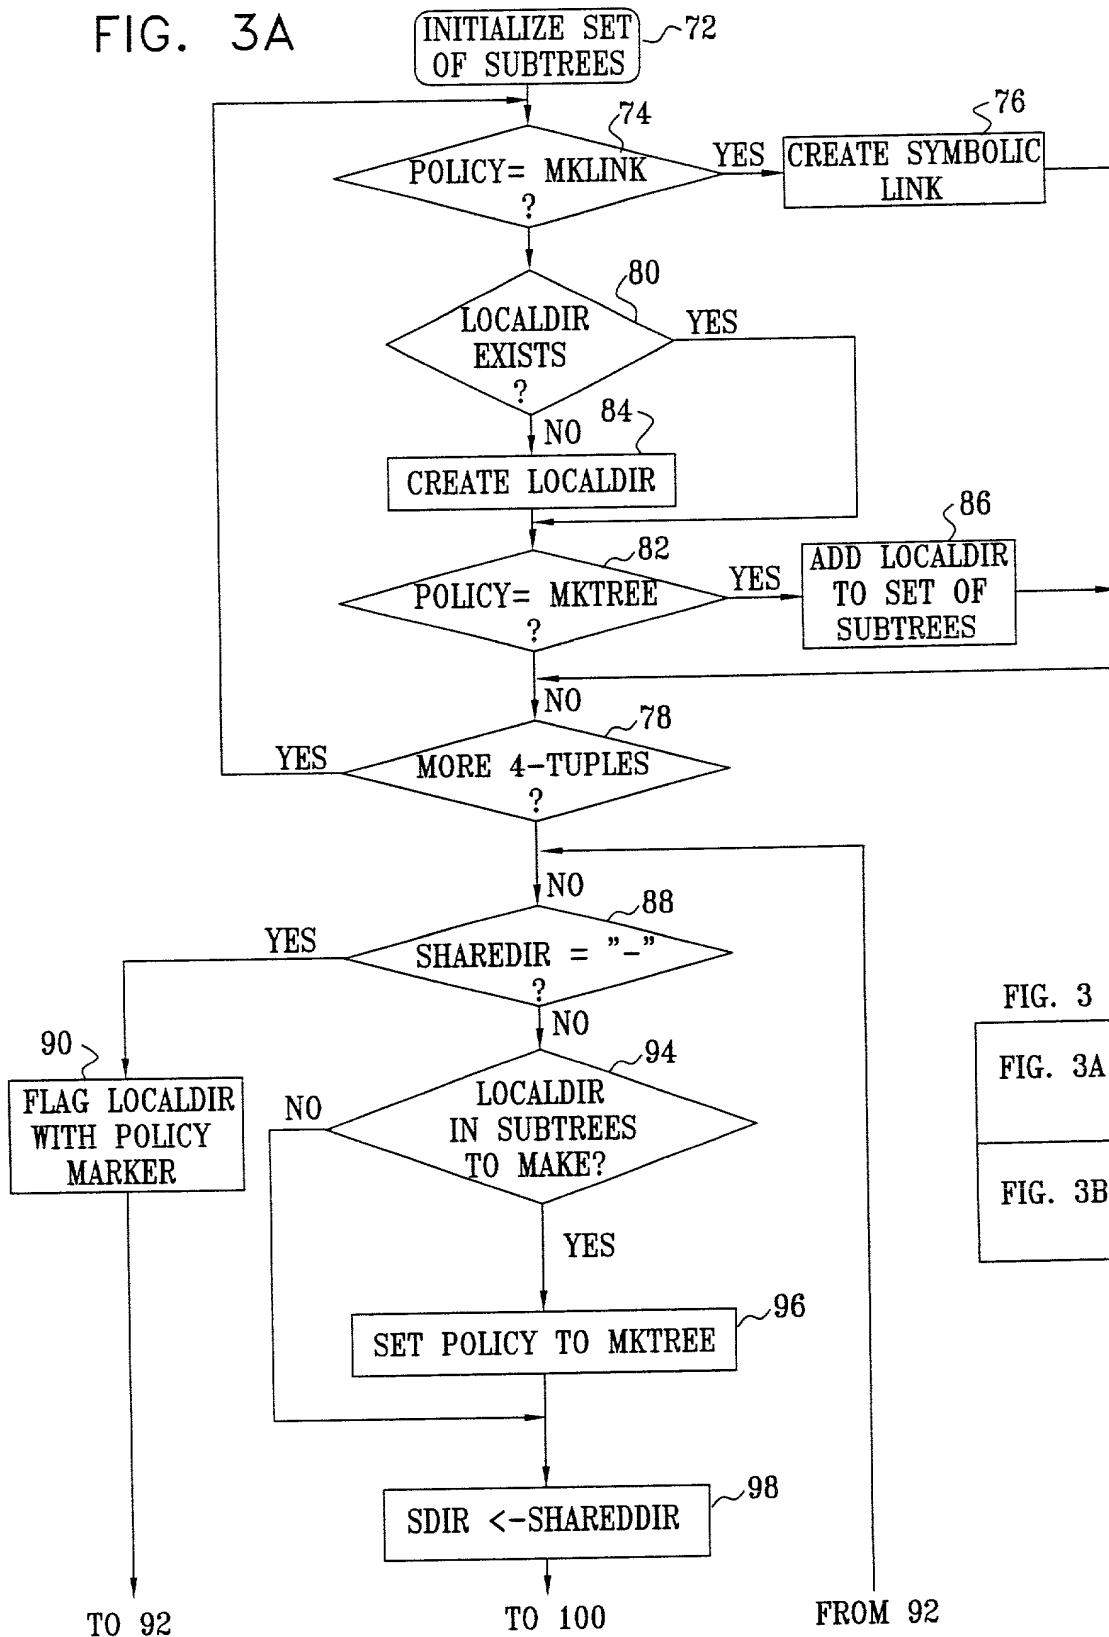 FIG. 3A
INITIALIZE SET
OF SUBTREES
72
74
POLICY= MKLINK
?
YES
76
CREATE SYMBOLIC
LINK
80
LOCALDIR
EXISTS
?
YES
NO
84
CREATE LOCALDIR
82
POLICY= MKTREE
?
YES
86
ADD LOCALDIR
TO SET OF
SUBTREES
NO
78
YES
MORE 4-TUPLES
?
NO
88
YES
SHAREDIR = "-"
?
NO
90
FLAG LOCALDIR
WITH POLICY
MARKER
94
NO
LOCALDIR
IN SUBTREES
TO MAKE?
YES
FIG. 3
FIG. 3A
FIG. 3B
96
SET POLICY TO MKTREE
98
SDIR <-SHAREDDIR
TO 92
TO 100
FROM 92